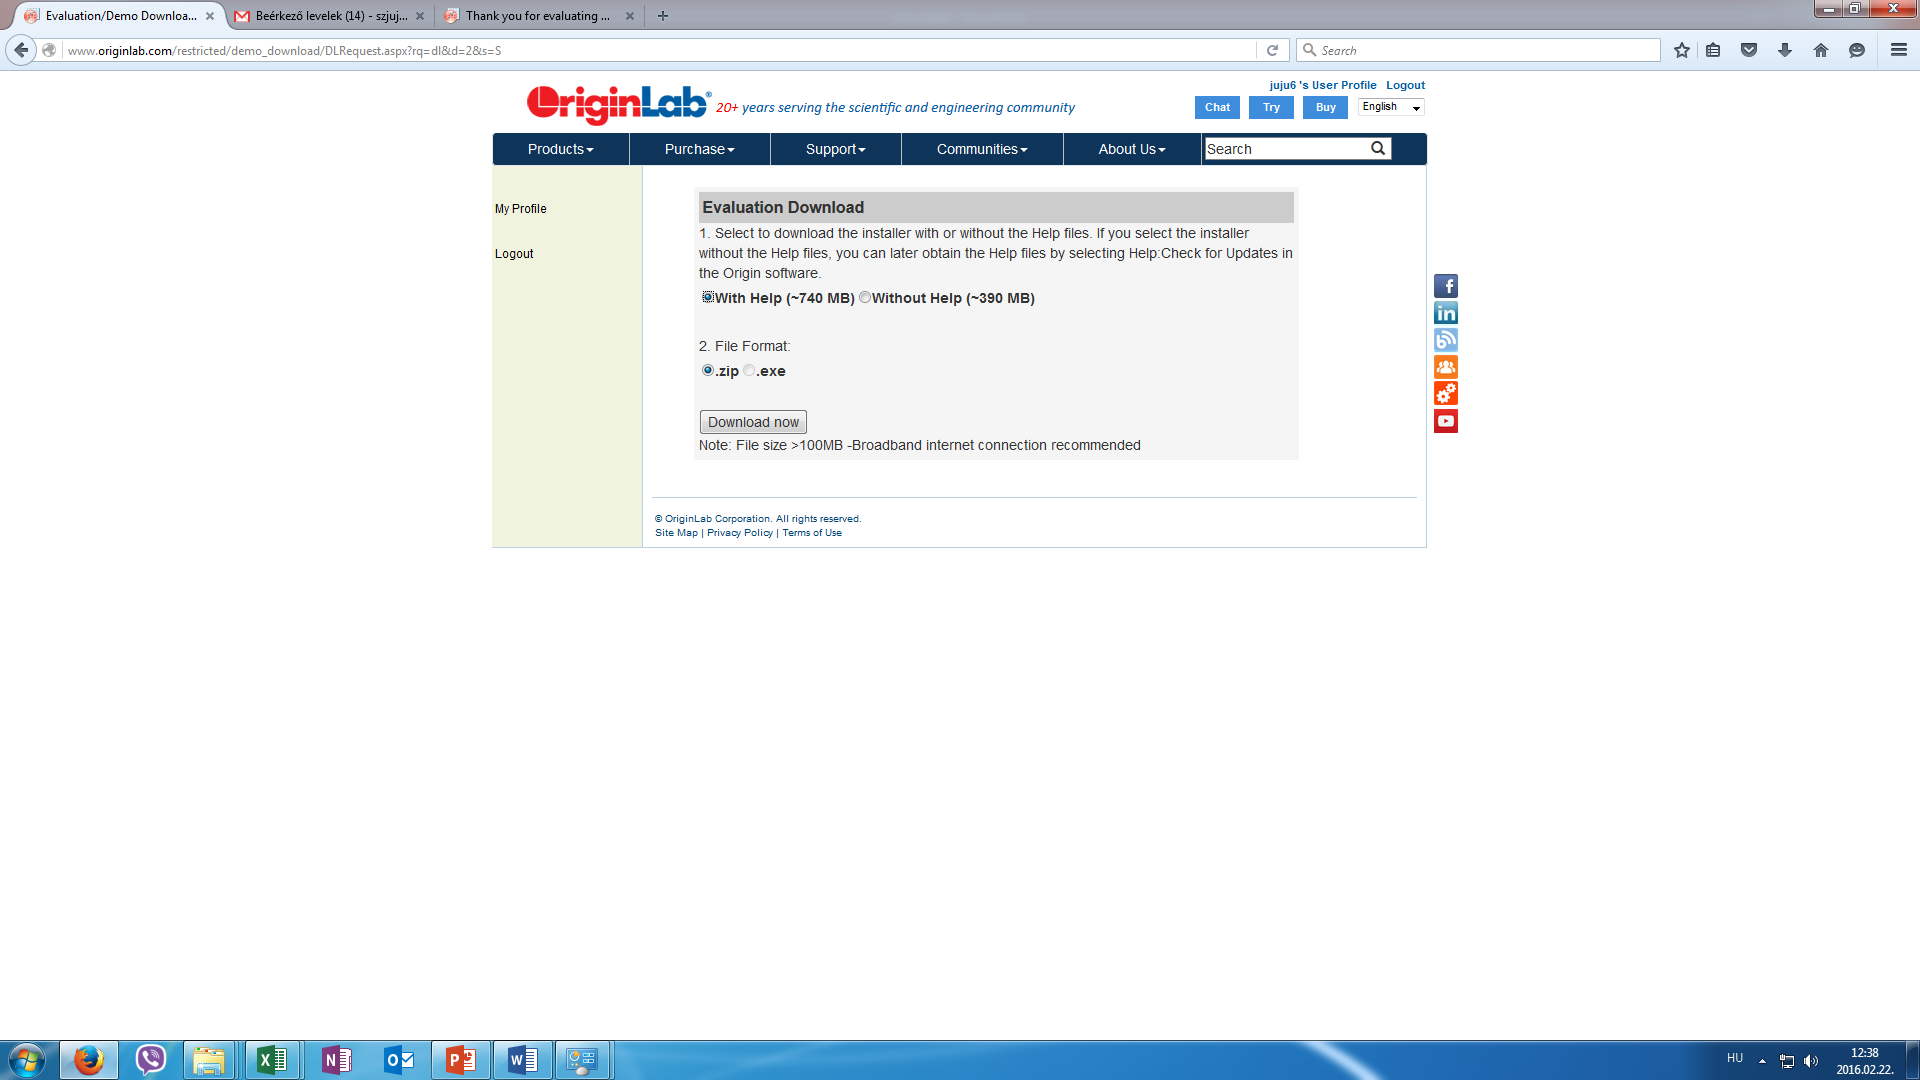 Evaluation/Demo Downloa...
Beérkező levelek (14) - szjuj...
Thank you for evaluating ...
www.originlab.com/restricted/demo_download/DLRequest.aspx?rq=dl&d=2&s=S
Search
juju6 's User Profile Logout
OriginLab® 20+ years serving the scientific and engineering community
Chat Try Buy English
Products Purchase Support Communities About Us Search
My Profile
Logout
Evaluation Download
1. Select to download the installer with or without the Help files. If you select the installer
without the Help files, you can later obtain the Help files by selecting Help:Check for Updates in
the Origin software.
With Help (~740 MB) Without Help (~390 MB)
2. File Format:
.zip .exe
Download now
Note: File size >100MB -Broadband internet connection recommended
© OriginLab Corporation. All rights reserved.
Site Map | Privacy Policy | Terms of Use
HU
12:38
2016.02.22.